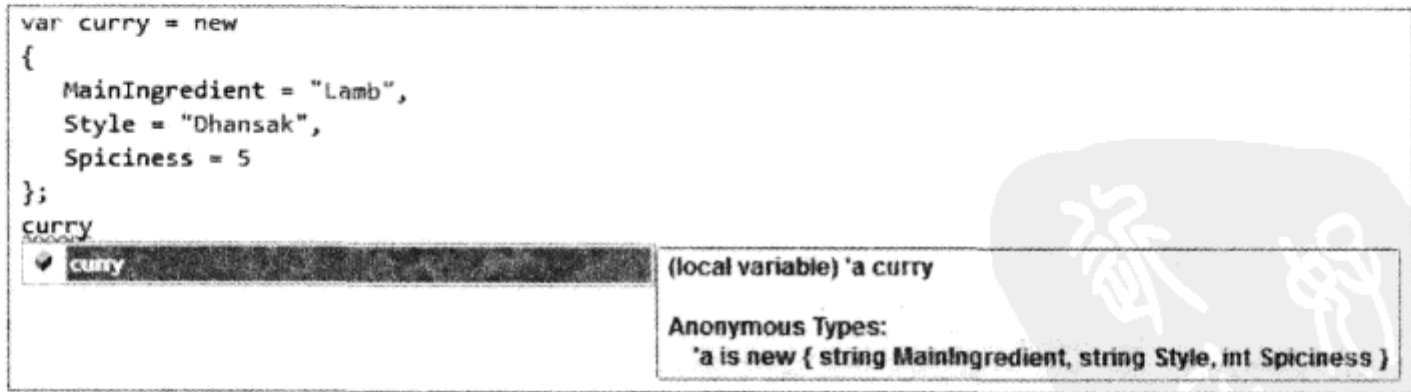 var curry = new
{
MainIngredient = "Lamb",
Style = "Dhansak",
Spiciness = 5
};
curry
curry
(local variable) 'a curry
Anonymous Types:
'a is new { string MainIngredient, string Style, int Spiciness }